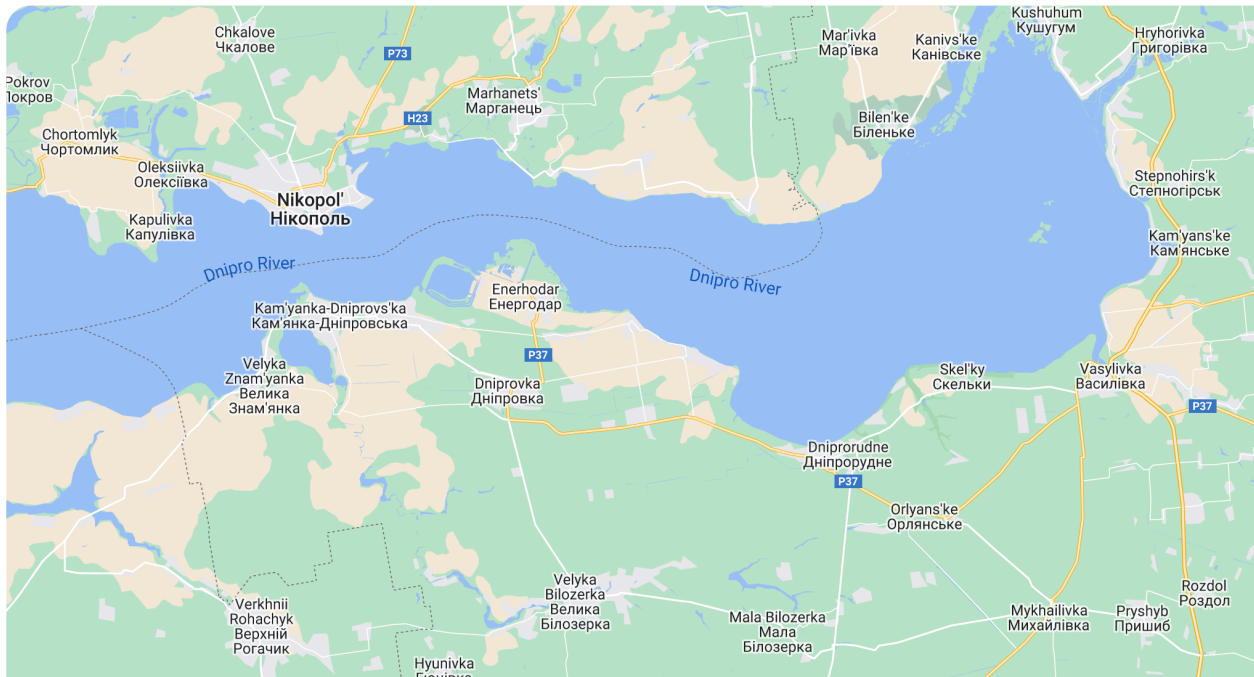 Kushuhum
Кушугум
Chkalove
Чкалове
Mar'ivka
Мар'ївка
Kanivs'ke
Канівське
Hryhorivka
Григорівка
P73
Pokrov
Покров
Marhanets'
Марганець
H23
Bilen'ke
Біленьке
Chortomlyk
Чортомлик
Oleksiivka
Олексіївка
Stepnohirs'k
Степногірськ
Nikopol'
Нікополь
Kapulivka
Капулівка
Kam'yans'ke
Кам'янське
Dnipro River
Dnipro River
Enerhodar
Енергодар
Kam'yanka-Dniprovs'ka
Кам'янка-Дніпровська
P37
Velyka
Znam'yanka
Велика
Знам'янка
Dniprovka
Дніпровка
Skel'ky
Скельки
Vasylivka
Василівка
P37
Dniprorudne
Дніпрорудне
P37
Orlyans'ke
Орлянське
Velyka
Bilozerka
Велика
Білозерка
Rozdol
Роздол
Verkhnii
Rohachyk
Верхній
Рогачик
Mala Bilozerka
Мала
Білозерка
Mykhailivka
Михайлівка
Pryshyb
Пришиб
Hyunivka